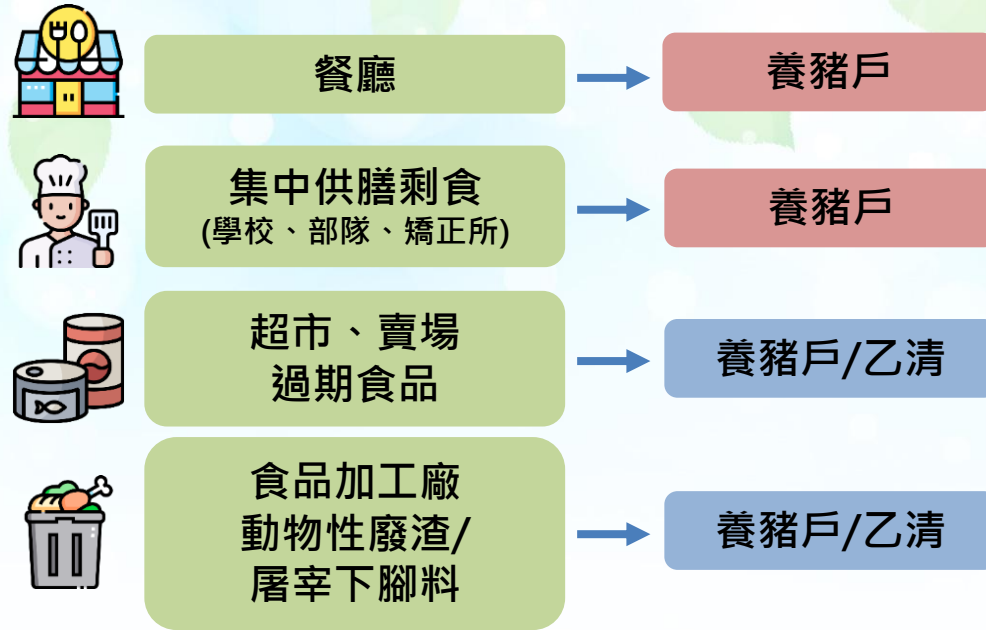 餐廳
養豬戶
集中供膳剩食
(學校、部隊、矯正所)
養豬戶
超市、賣場
過期食品
養豬戶/乙清
食品加工廠
動物性廢渣/
屠宰下腳料
養豬戶/乙清